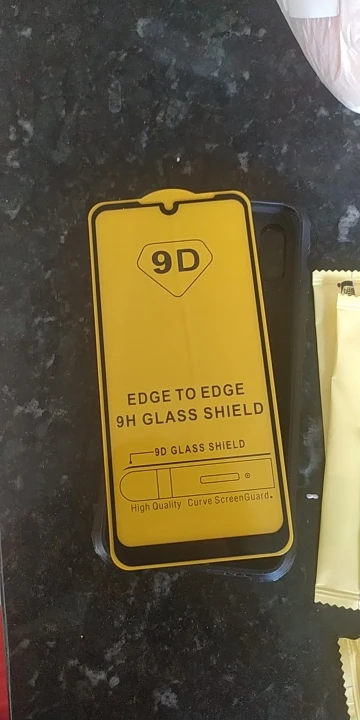 9D
EDGE TO EDGE
9H GLASS SHIELD
9D GLASS SHIELD
High Quality Curve ScreenGuard.